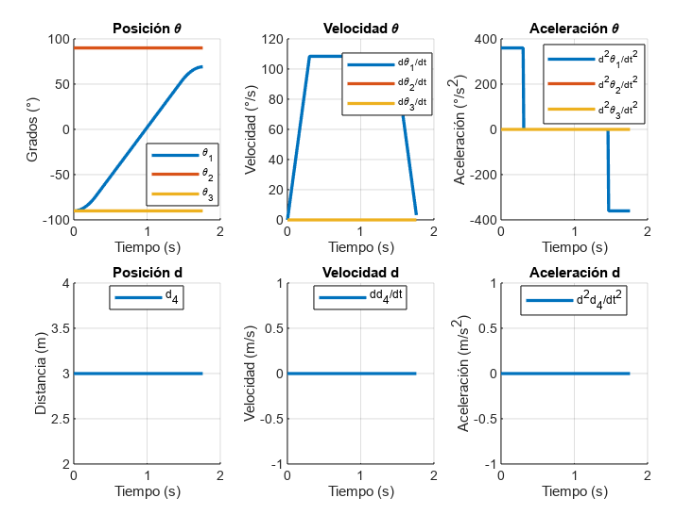 Posición θ
100
50
0
-50
-100
Grados (°)
0 1 2
Tiempo (s)
θ1
θ2
θ3
Velocidad θ
120
100
80
60
40
20
0
Velocidad (°/s)
0 1 2
Tiempo (s)
dθ1/dt
dθ2/dt
dθ3/dt
Aceleración θ
400
200
0
-200
-400
Aceleración (°/s2)
0 1 2
Tiempo (s)
d2θ1/dt2
d2θ2/dt2
d2θ3/dt2
Posición d
4
3.5
3
2.5
2
Distancia (m)
0 1 2
Tiempo (s)
d4
Velocidad d
1
0.5
0
-0.5
-1
Velocidad (m/s)
0 1 2
Tiempo (s)
dd4/dt
Aceleración d
1
0.5
0
-0.5
-1
Aceleración (m/s2)
0 1 2
Tiempo (s)
d2d4/dt2